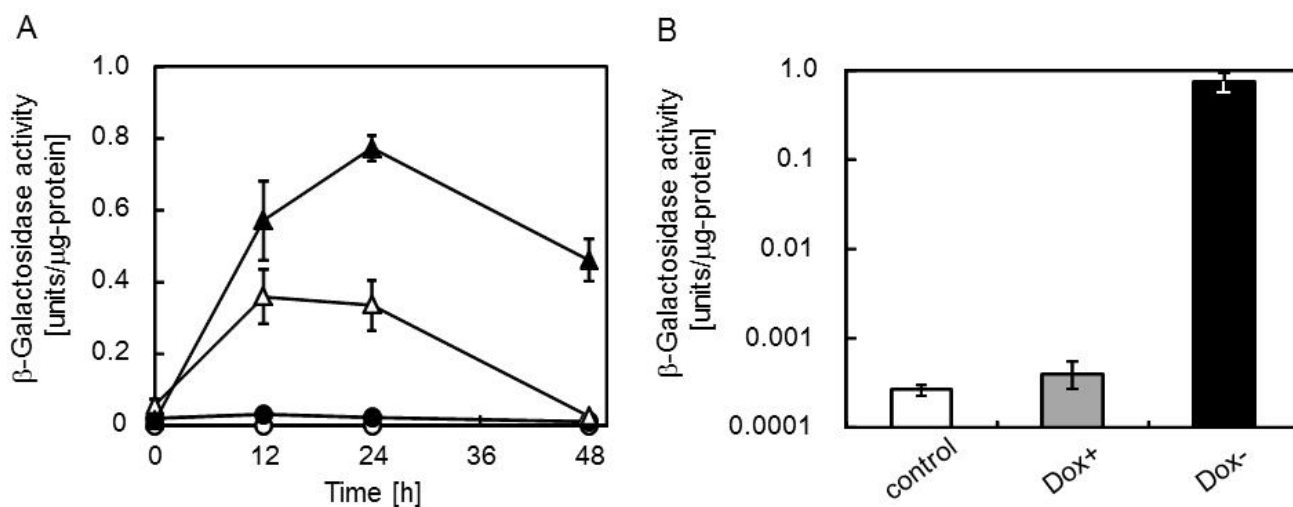 A
β-Galactosidase activity
[units/μg-protein]
1.0
0.8
0.6
0.4
0.2
0
0
12
24
36
48
Time [h]
B
β-Galactosidase activity
[units/μg-protein]
1.0
0.1
0.01
0.001
0.0001
control
Dox+
Dox-